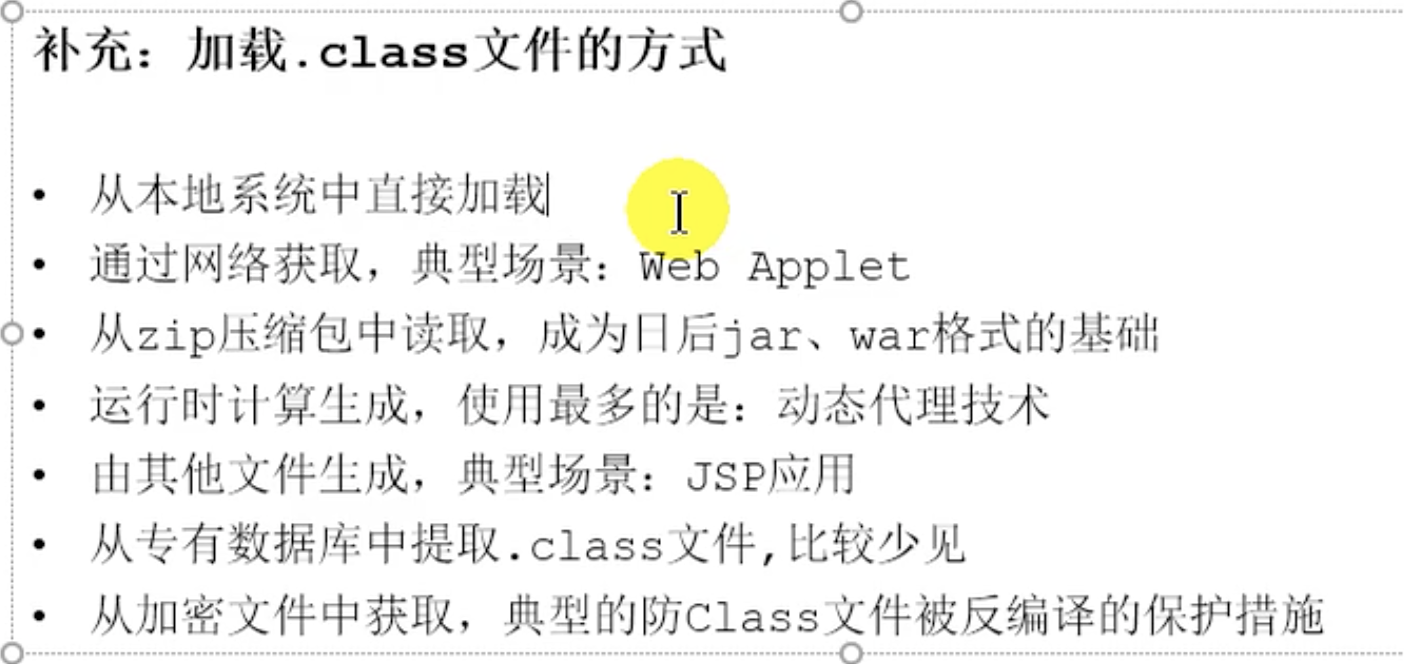 补充：加载.class文件的方式
• 从本地系统中直接加载
• 通过网络获取，典型场景：Web Applet
• 从zip压缩包中读取，成为日后jar、war格式的基础
• 运行时计算生成，使用最多的是：动态代理技术
• 由其他文件生成，典型场景：JSP应用
• 从专有数据库中提取.class文件,比较少见
• 从加密文件中获取，典型的防Class文件被反编译的保护措施